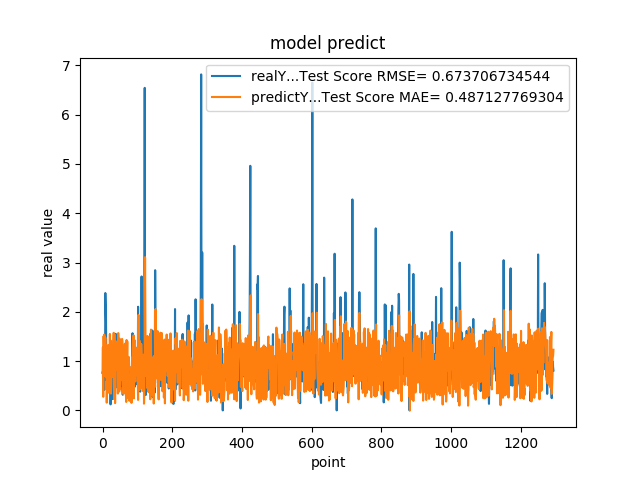 model predict
realY...Test Score RMSE= 0.673706734544
predictY...Test Score MAE= 0.487127769304
7
6
5
4
3
2
1
0
real value
0 200 400 600 800 1000 1200
point